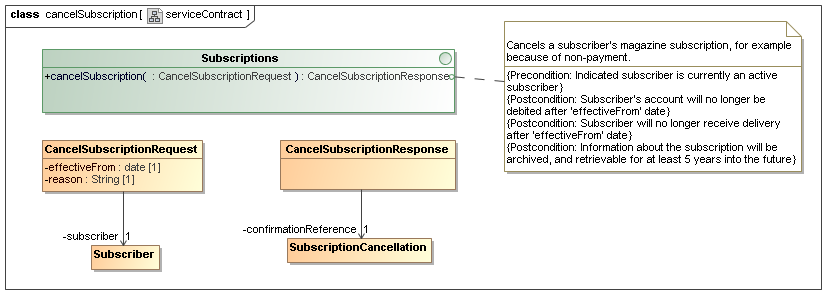 class cancelSubscription [ serviceContract ]
Subscriptions
+cancelSubscription( : CancelSubscriptionRequest ) : CancelSubscriptionResponse
Cancels a subscriber's magazine subscription, for example
because of non-payment.
{Precondition: Indicated subscriber is currently an active
subscriber}
{Postcondition: Subscriber's account will no longer be
debited after 'effectiveFrom' date}
{Postcondition: Subscriber will no longer receive delivery
after 'effectiveFrom' date}
{Postcondition: Information about the subscription will be
archived, and retrievable for at least 5 years into the future}
CancelSubscriptionRequest
-effectiveFrom : date [1]
-reason : String [1]
CancelSubscriptionResponse
-subscriber 1
Subscriber
-confirmationReference 1
SubscriptionCancellation